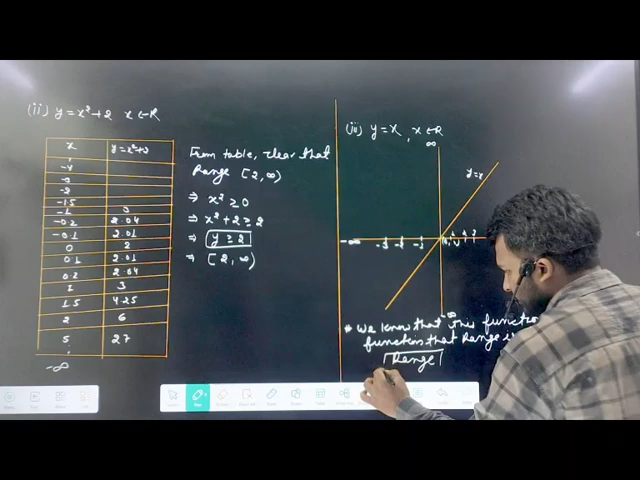 (ii) y = x² + 2 x ∈ R
x y = x² + 2
-3
-2
-1.5
-1 3
-0.2 2.04
-0.1 2.01
0 2
0.1 2.01
0.2 2.04
1 3
1.5 4.25
2 6
5 27
-∞
From table, clear that
Range [2, ∞)
⇒ x² ≥ 0
⇒ x² + 2 ≥ 2
⇒ y ≥ 2
⇒ [2, ∞)
(iii) y = x, x ∈ R
∞
y = x
-∞
-3 -2 -1
-∞
* We know that this function
function that Range is
Range